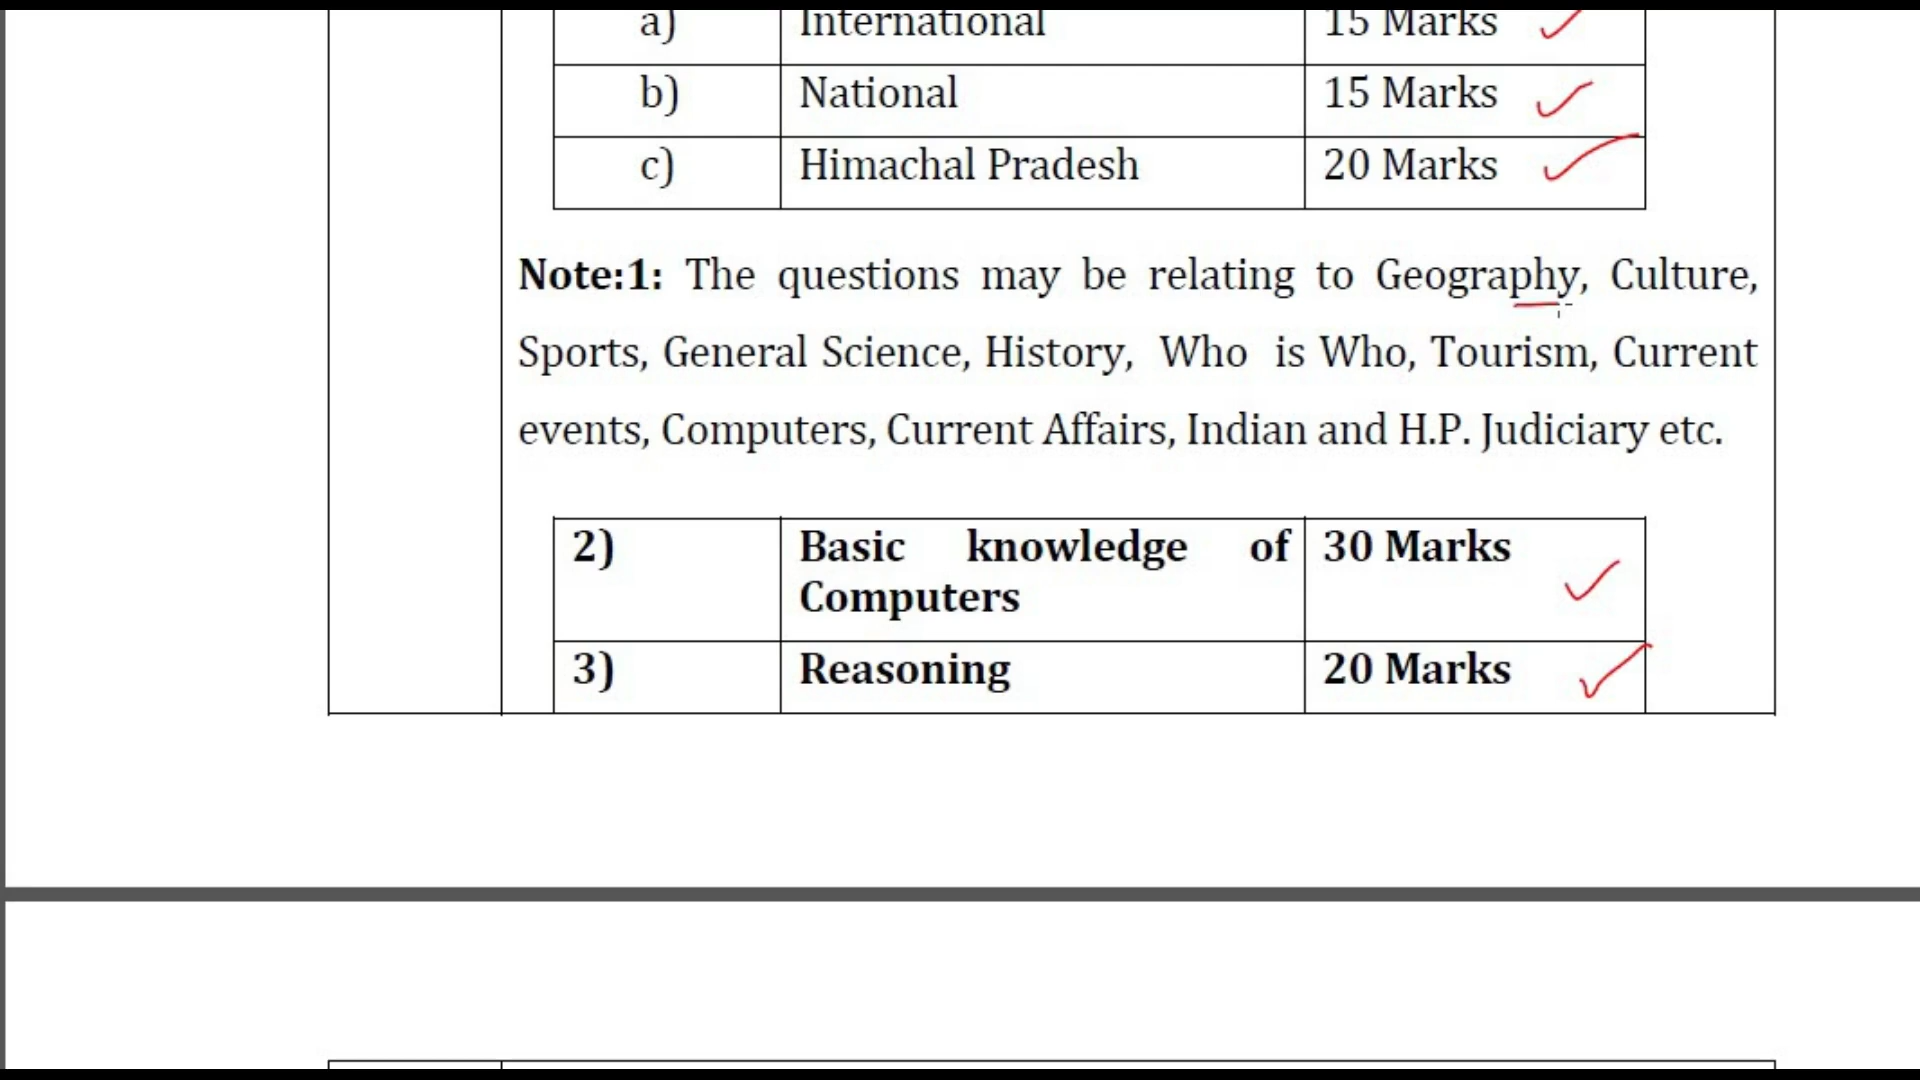 a) International 15 Marks
b) National 15 Marks
c) Himachal Pradesh 20 Marks
Note:1: The questions may be relating to Geography, Culture,
Sports, General Science, History, Who is Who, Tourism, Current
events, Computers, Current Affairs, Indian and H.P. Judiciary etc.
2) Basic knowledge of 30 Marks
Computers
3) Reasoning 20 Marks